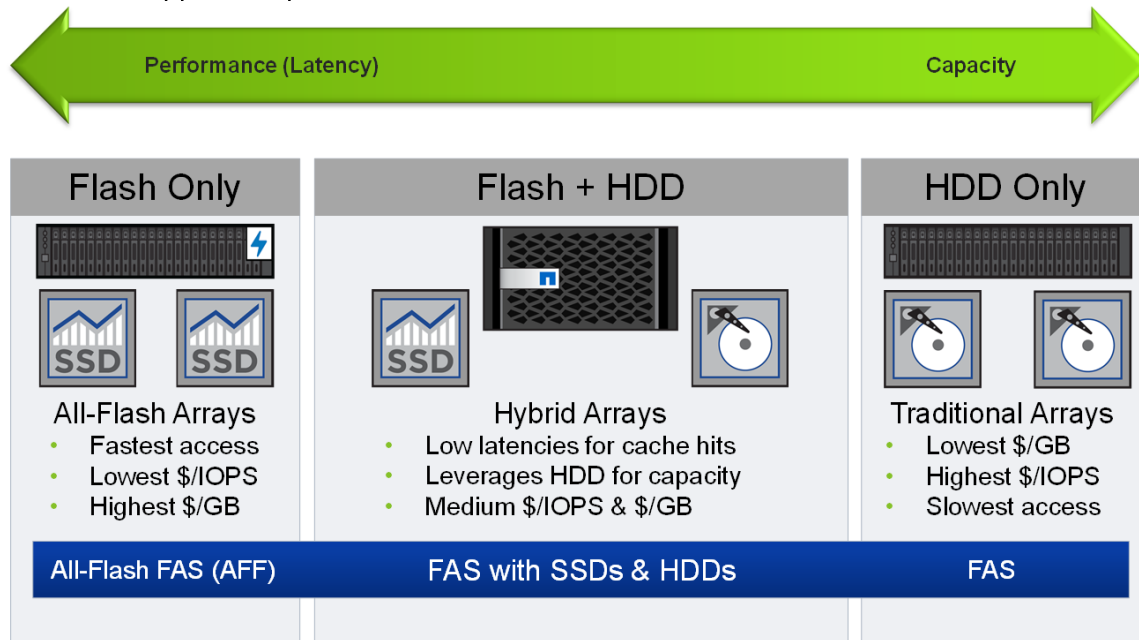 Performance (Latency)
Capacity
Flash Only
Flash + HDD
HDD Only
SSD
SSD
SSD
All-Flash Arrays
• Fastest access
• Lowest $/IOPS
• Highest $/GB
Hybrid Arrays
• Low latencies for cache hits
• Leverages HDD for capacity
• Medium $/IOPS & $/GB
Traditional Arrays
• Lowest $/GB
• Highest $/IOPS
• Slowest access
All-Flash FAS (AFF)
FAS with SSDs & HDDs
FAS